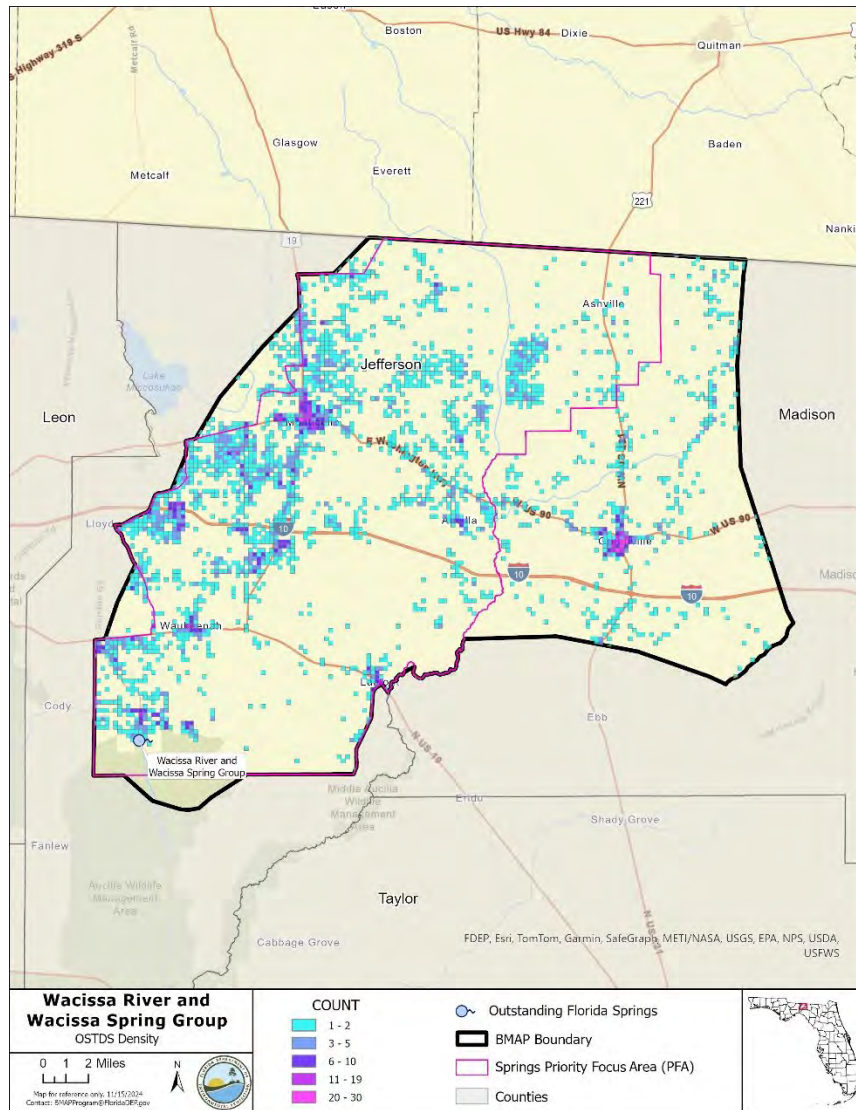 Boston
US Hwy 84
Dixie
Quitman
Metcalf Rd
Glasgow
Baden
Metcalf
Everett
221
19
Ashville
Jefferson
Leon
Madison
Lloyd
10
W US 90
10
10
Cody
Ebb
Wacissa River and
Wacissa Spring Group
N US 19
Middle Aucilla
Wildlife
Management
Area
Eridu
Shady Grove
Fanlew
Aucilla Wildlife
Management
Area
Taylor
Cabbage Grove
FDEP, Esri, TomTom, Garmin, SafeGraph, METI/NASA, USGS, EPA, NPS, USDA,
USFWS
Wacissa River and
Wacissa Spring Group
OSTDS Density
0 1 2 Miles
N
Map for reference only. 11/15/2024
Contact: BMAPProgram@FloridaDEP.gov
COUNT
1 - 2
3 - 5
6 - 10
11 - 19
20 - 30
Outstanding Florida Springs
BMAP Boundary
Springs Priority Focus Area (PFA)
Counties